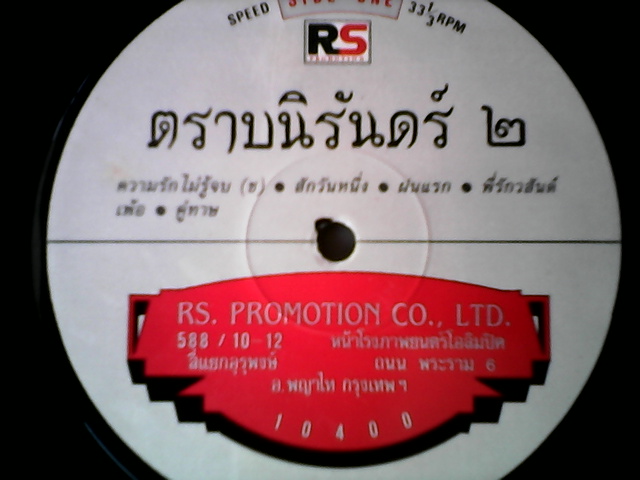 SPEED SIDE ONE 33 1/3 RPM
RS
PROMOTION
ตราบนิรันดร์ ๒
ความรักไม่รู้จบ (ช) ● สักวันหนึ่ง ● ฝนแรก ● ที่รักวสันต์
เพ้อ ● คู่ทาษ
RS. PROMOTION CO., LTD.
588 / 10 - 12 หน้าโรงภาพยนตร์โอลิมปิค
สี่แยกอุรุพงษ์ ถนน พระราม 6
อ.พญาไท กรุงเทพ ฯ
10400